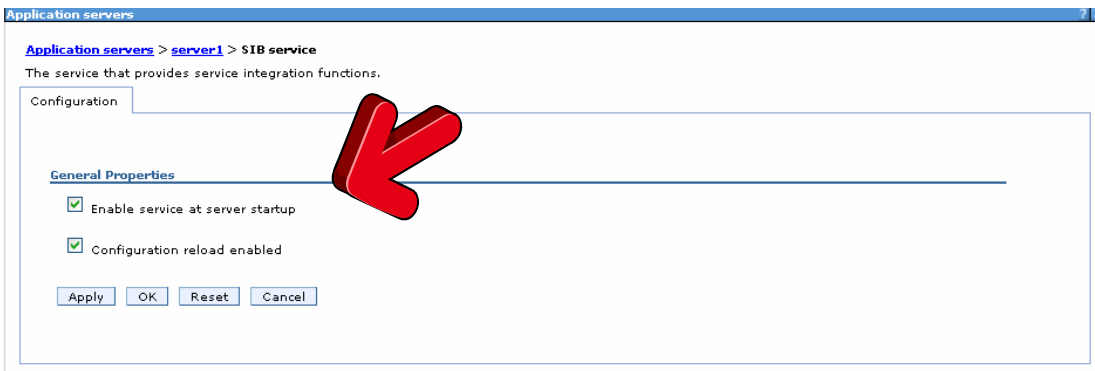 Application servers ?
Application servers > server1 > SIB service
The service that provides service integration functions.
Configuration
General Properties
Enable service at server startup
Configuration reload enabled
Apply OK Reset Cancel